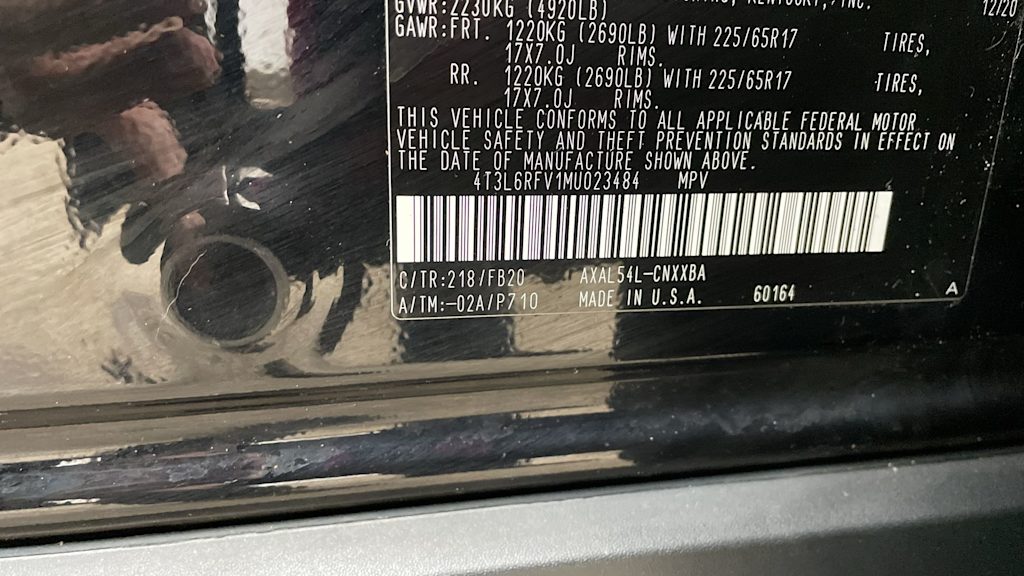 KENTUCKY, INC. 12/20
GVWR:2230KG (4920LB)
GAWR:FRT. 1220KG (2690LB) WITH 225/65R17 TIRES,
17X7.0J RIMS.
RR. 1220KG (2690LB) WITH 225/65R17 TIRES,
17X7.0J RIMS.
THIS VEHICLE CONFORMS TO ALL APPLICABLE FEDERAL MOTOR
VEHICLE SAFETY AND THEFT PREVENTION STANDARDS IN EFFECT ON
THE DATE OF MANUFACTURE SHOWN ABOVE.
4T3L6RFV1MU023484 MPV
C/TR:218/FB20 AXAL54L-CNXXBA
A/TM:-02A/P710 MADE IN U.S.A. 60164 A